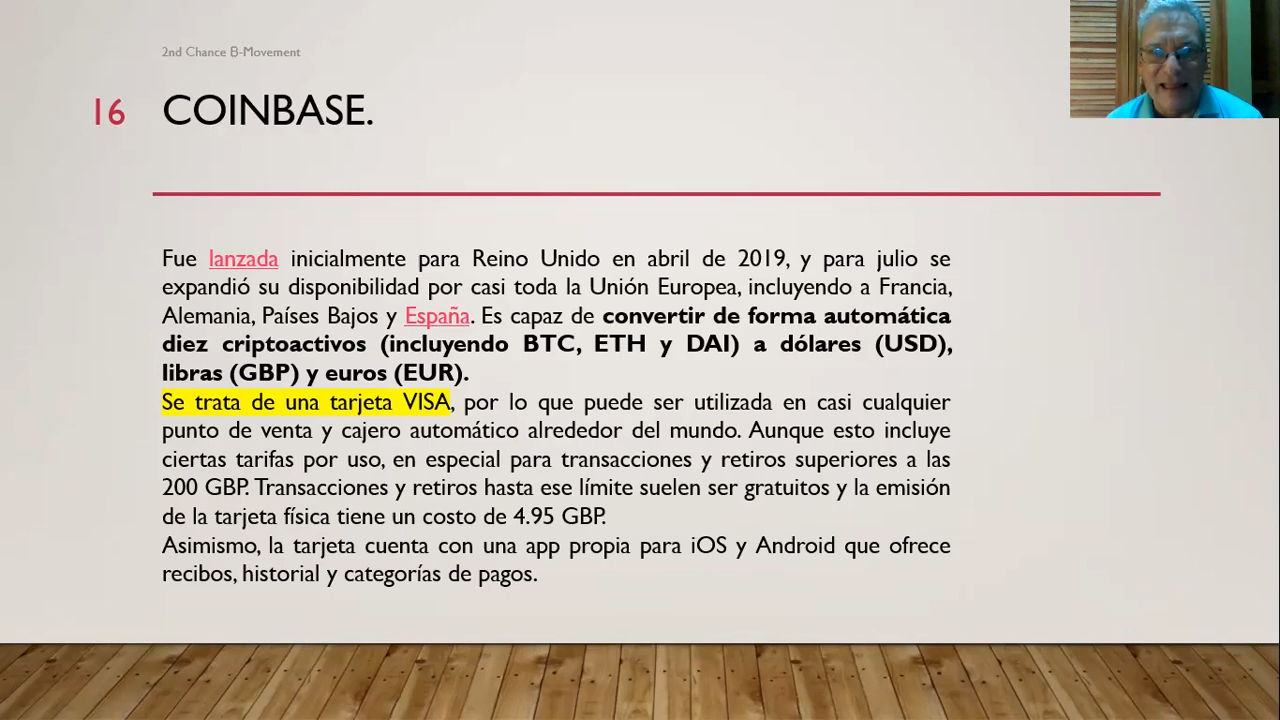 2nd Chance B-Movement
16 COINBASE.
Fue lanzada inicialmente para Reino Unido en abril de 2019, y para julio se
expandió su disponibilidad por casi toda la Unión Europea, incluyendo a Francia,
Alemania, Países Bajos y España. Es capaz de convertir de forma automática
diez criptoactivos (incluyendo BTC, ETH y DAI) a dólares (USD),
libras (GBP) y euros (EUR).
Se trata de una tarjeta VISA, por lo que puede ser utilizada en casi cualquier
punto de venta y cajero automático alrededor del mundo. Aunque esto incluye
ciertas tarifas por uso, en especial para transacciones y retiros superiores a las
200 GBP. Transacciones y retiros hasta ese límite suelen ser gratuitos y la emisión
de la tarjeta física tiene un costo de 4.95 GBP.
Asimismo, la tarjeta cuenta con una app propia para iOS y Android que ofrece
recibos, historial y categorías de pagos.